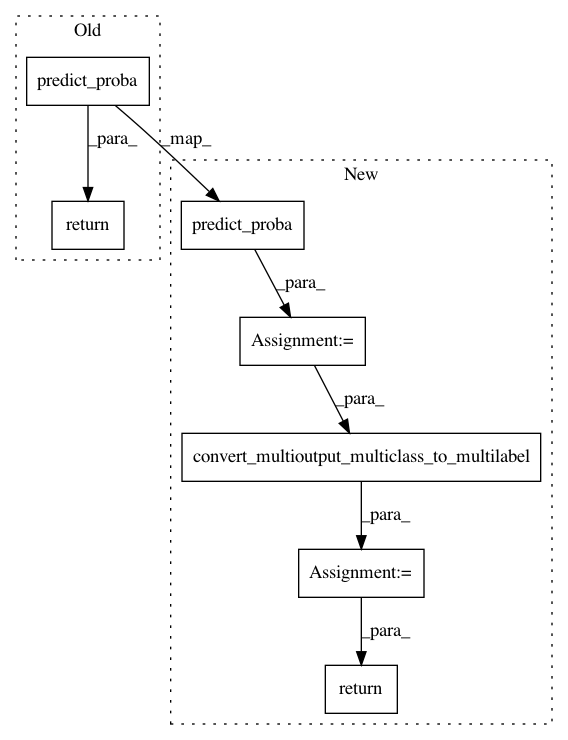 Old
predict_proba
_para_
_map_
return
New
predict_proba
_para_
Assignment:=
_para_
convert_multioutput_multiclass_to_multilabel
_para_
Assignment:=
_para_
return